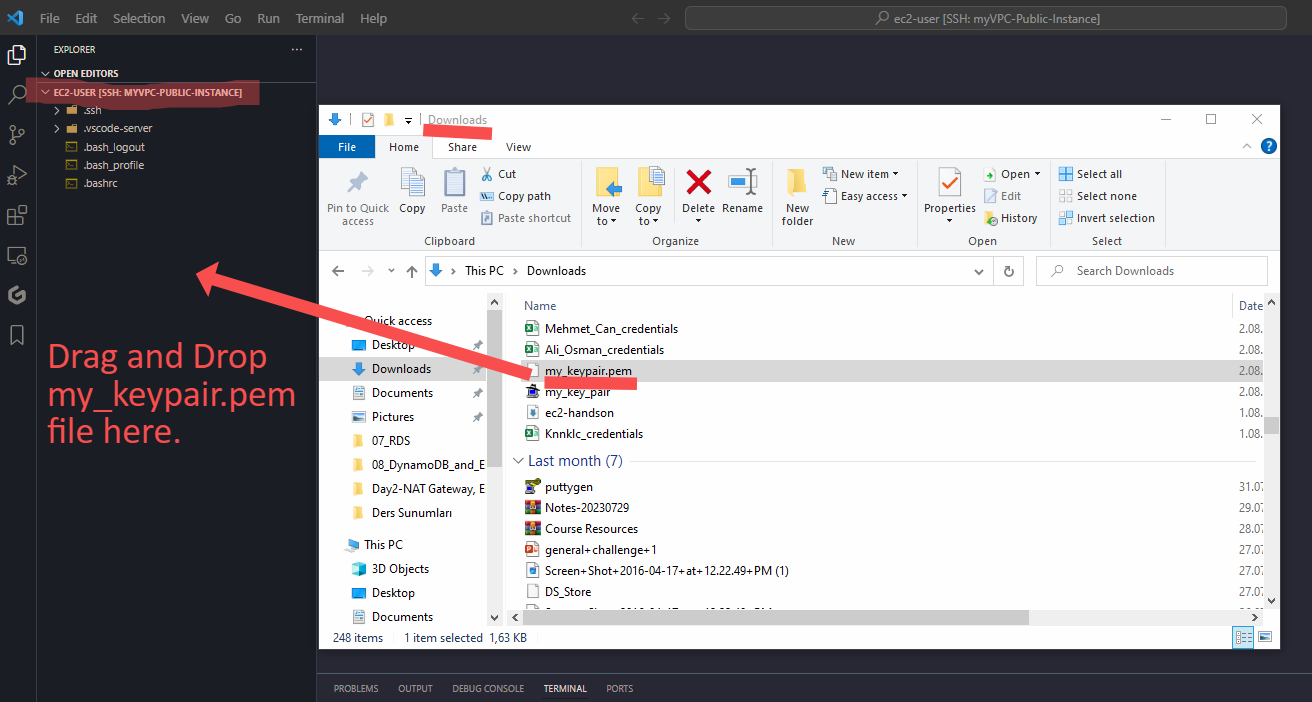 File Edit Selection View Go Run Terminal Help
ec2-user [SSH: myVPC-Public-Instance]
EXPLORER
OPEN EDITORS
EC2-USER [SSH: MYVPC-PUBLIC-INSTANCE]
.ssh
.vscode-server
.bash_logout
.bash_profile
.bashrc
Drag and Drop
my_keypair.pem
file here.
Downloads
File Home Share View
Pin to Quick
access
Copy
Paste
Cut
Copy path
Paste shortcut
Clipboard
Move
to
Copy
to
Delete
Rename
Organize
New
folder
New item
Easy access
New
Properties
Open
Edit
History
Open
Select all
Select none
Invert selection
Select
This PC > Downloads
Search Downloads
Quick access
Desktop
Downloads
Documents
Pictures
07_RDS
08_DynamoDB_and_E
Day2-NAT Gateway, E
Ders Sunumları
This PC
3D Objects
Desktop
Documents
Name Date
Mehmet_Can_credentials 2.08.
Ali_Osman_credentials 2.08.
my_keypair.pem 2.08.
my_key_pair 2.08.
ec2-handson 1.08.
Knnklc_credentials 1.08.
Last month (7)
puttygen 31.07
Notes-20230729 29.07
Course Resources 28.07
general+challenge+1 27.07
Screen+Shot+2016-04-17+at+12.22.49+PM (1) 27.07
DS_Store 27.07
248 items 1 item selected 1,63 KB
PROBLEMS OUTPUT DEBUG CONSOLE TERMINAL PORTS